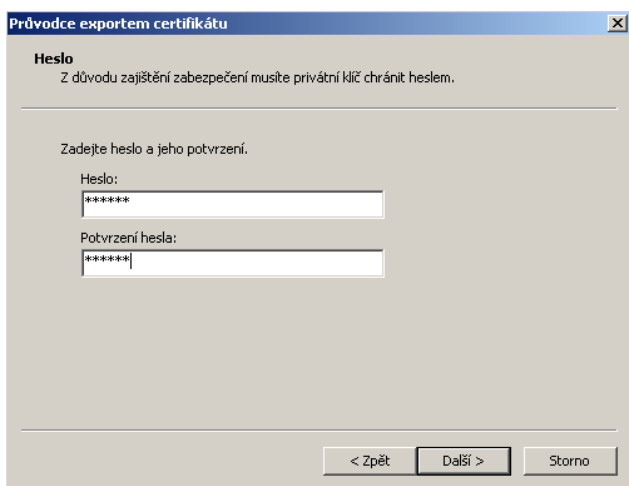 Průvodce exportem certifikátu
Heslo
Z důvodu zajištění zabezpečení musíte privátní klíč chránit heslem.
Zadejte heslo a jeho potvrzení.
Heslo:
******
Potvrzení hesla:
******
< Zpět
Další >
Storno